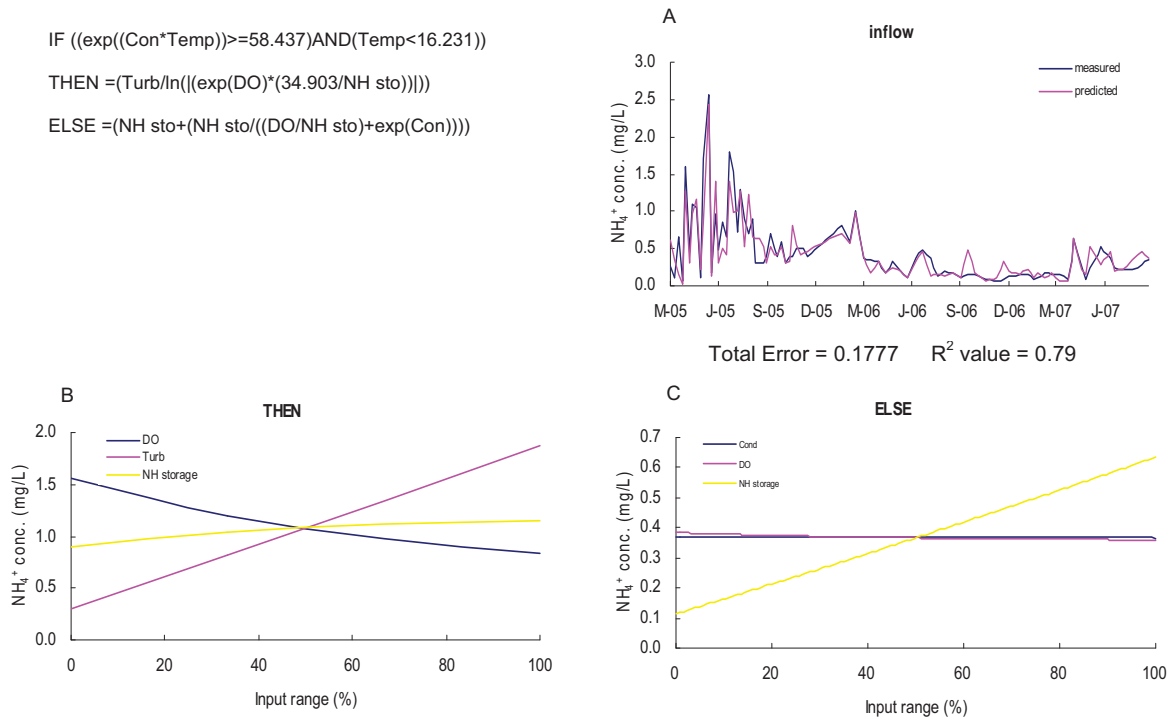 IF ((exp((Con*Temp))>=58.437)AND(Temp<16.231))
THEN =(Turb/ln(|(exp(DO)*(34.903/NH sto))|))
ELSE =(NH sto+(NH sto/((DO/NH sto)+exp(Con))))
A
inflow
NH₄⁺ conc. (mg/L)
3.0
2.5
2.0
1.5
1.0
0.5
0.0
measured
predicted
M-05 J-05 S-05 D-05 M-06 J-06 S-06 D-06 M-07 J-07
Total Error = 0.1777 R² value = 0.79
B
THEN
NH₄⁺ conc. (mg/L)
2.0
1.5
1.0
0.5
0.0
DO
Turb
NH storage
0 20 40 60 80 100
Input range (%)
C
ELSE
NH₄⁺ conc. (mg/L)
0.7
0.6
0.5
0.4
0.3
0.2
0.1
0.0
Cond
DO
NH storage
0 20 40 60 80 100
Input range (%)